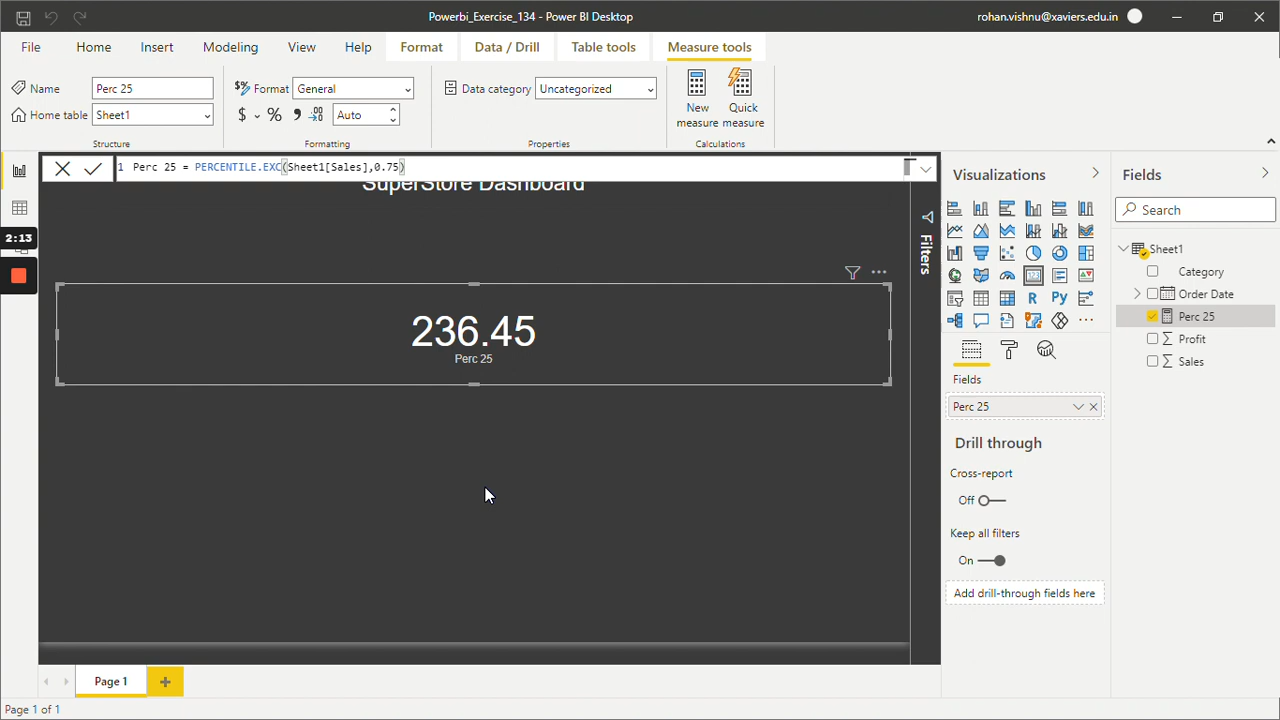 Powerbi_Exercise_134 - Power BI Desktop
rohan.vishnu@xaviers.edu.in
File Home Insert Modeling View Help Format Data / Drill Table tools Measure tools
Name Perc 25
Home table Sheet1
Structure
$% Format General
$ % 9 .00 Auto
Formatting
Data category Uncategorized
Properties
New measure
Quick measure
Calculations
1 Perc 25 = PERCENTILE.EXC(Sheet1[Sales],0.75)
SuperStore Dashboard
2:13
236.45
Perc 25
Filters
Visualizations
123
R Py
Fields
Perc 25
Drill through
Cross-report
Off
Keep all filters
On
Add drill-through fields here
Fields
Search
Sheet1
Category
Order Date
Perc 25
Σ Profit
Σ Sales
Page 1
+
Page 1 of 1